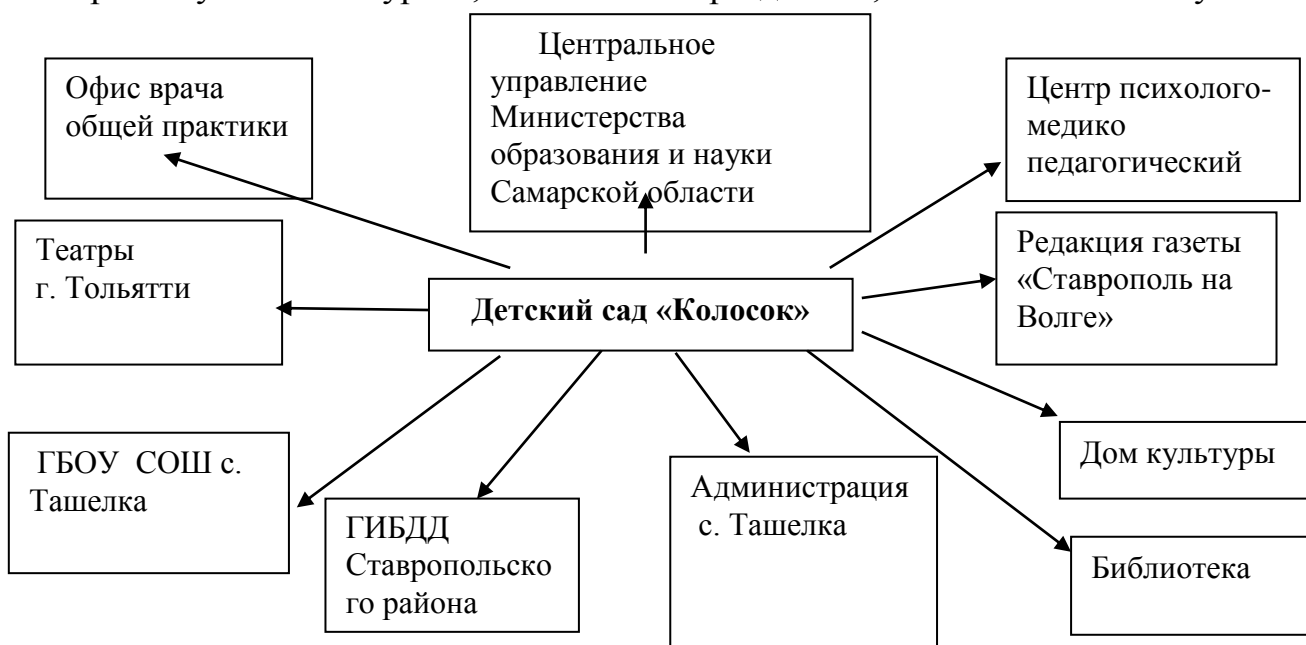 Центральное
управление
Министерства
образования и науки
Самарской области
Офис врача
общей практики
Центр психолого-
медико
педагогический
Театры
г. Тольятти
Редакция газеты
«Ставрополь на
Волге»
Детский сад «Колосок»
ГБОУ СОШ с.
Ташелка
ГИБДД
Ставропольско
го района
Администрация
с. Ташелка
Дом культуры
Библиотека